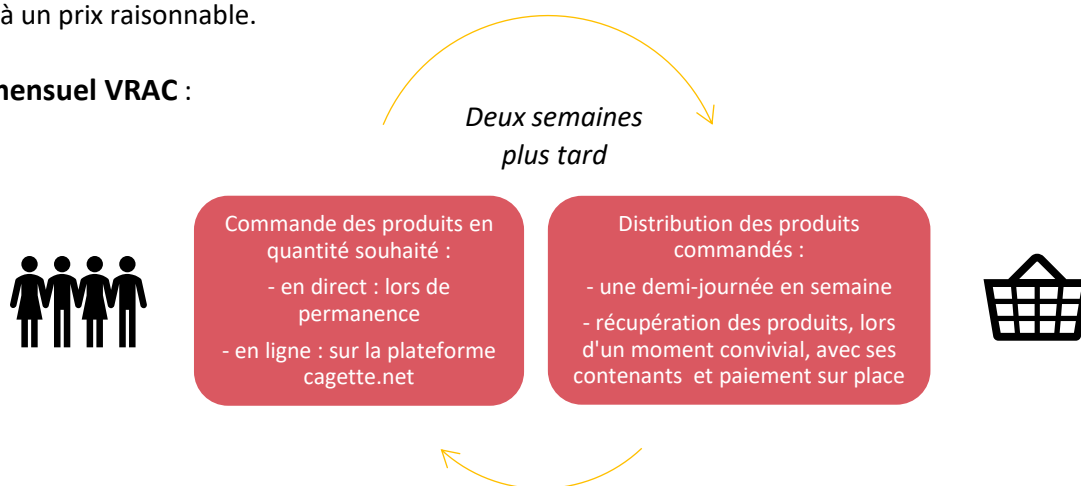 à un prix raisonnable.
mensuel VRAC :
Deux semaines
plus tard
Commande des produits en
quantité souhaité :
- en direct : lors de
permanence
- en ligne : sur la plateforme
cagette.net
Distribution des produits
commandés :
- une demi-journée en semaine
- récupération des produits, lors
d'un moment convivial, avec ses
contenants et paiement sur place